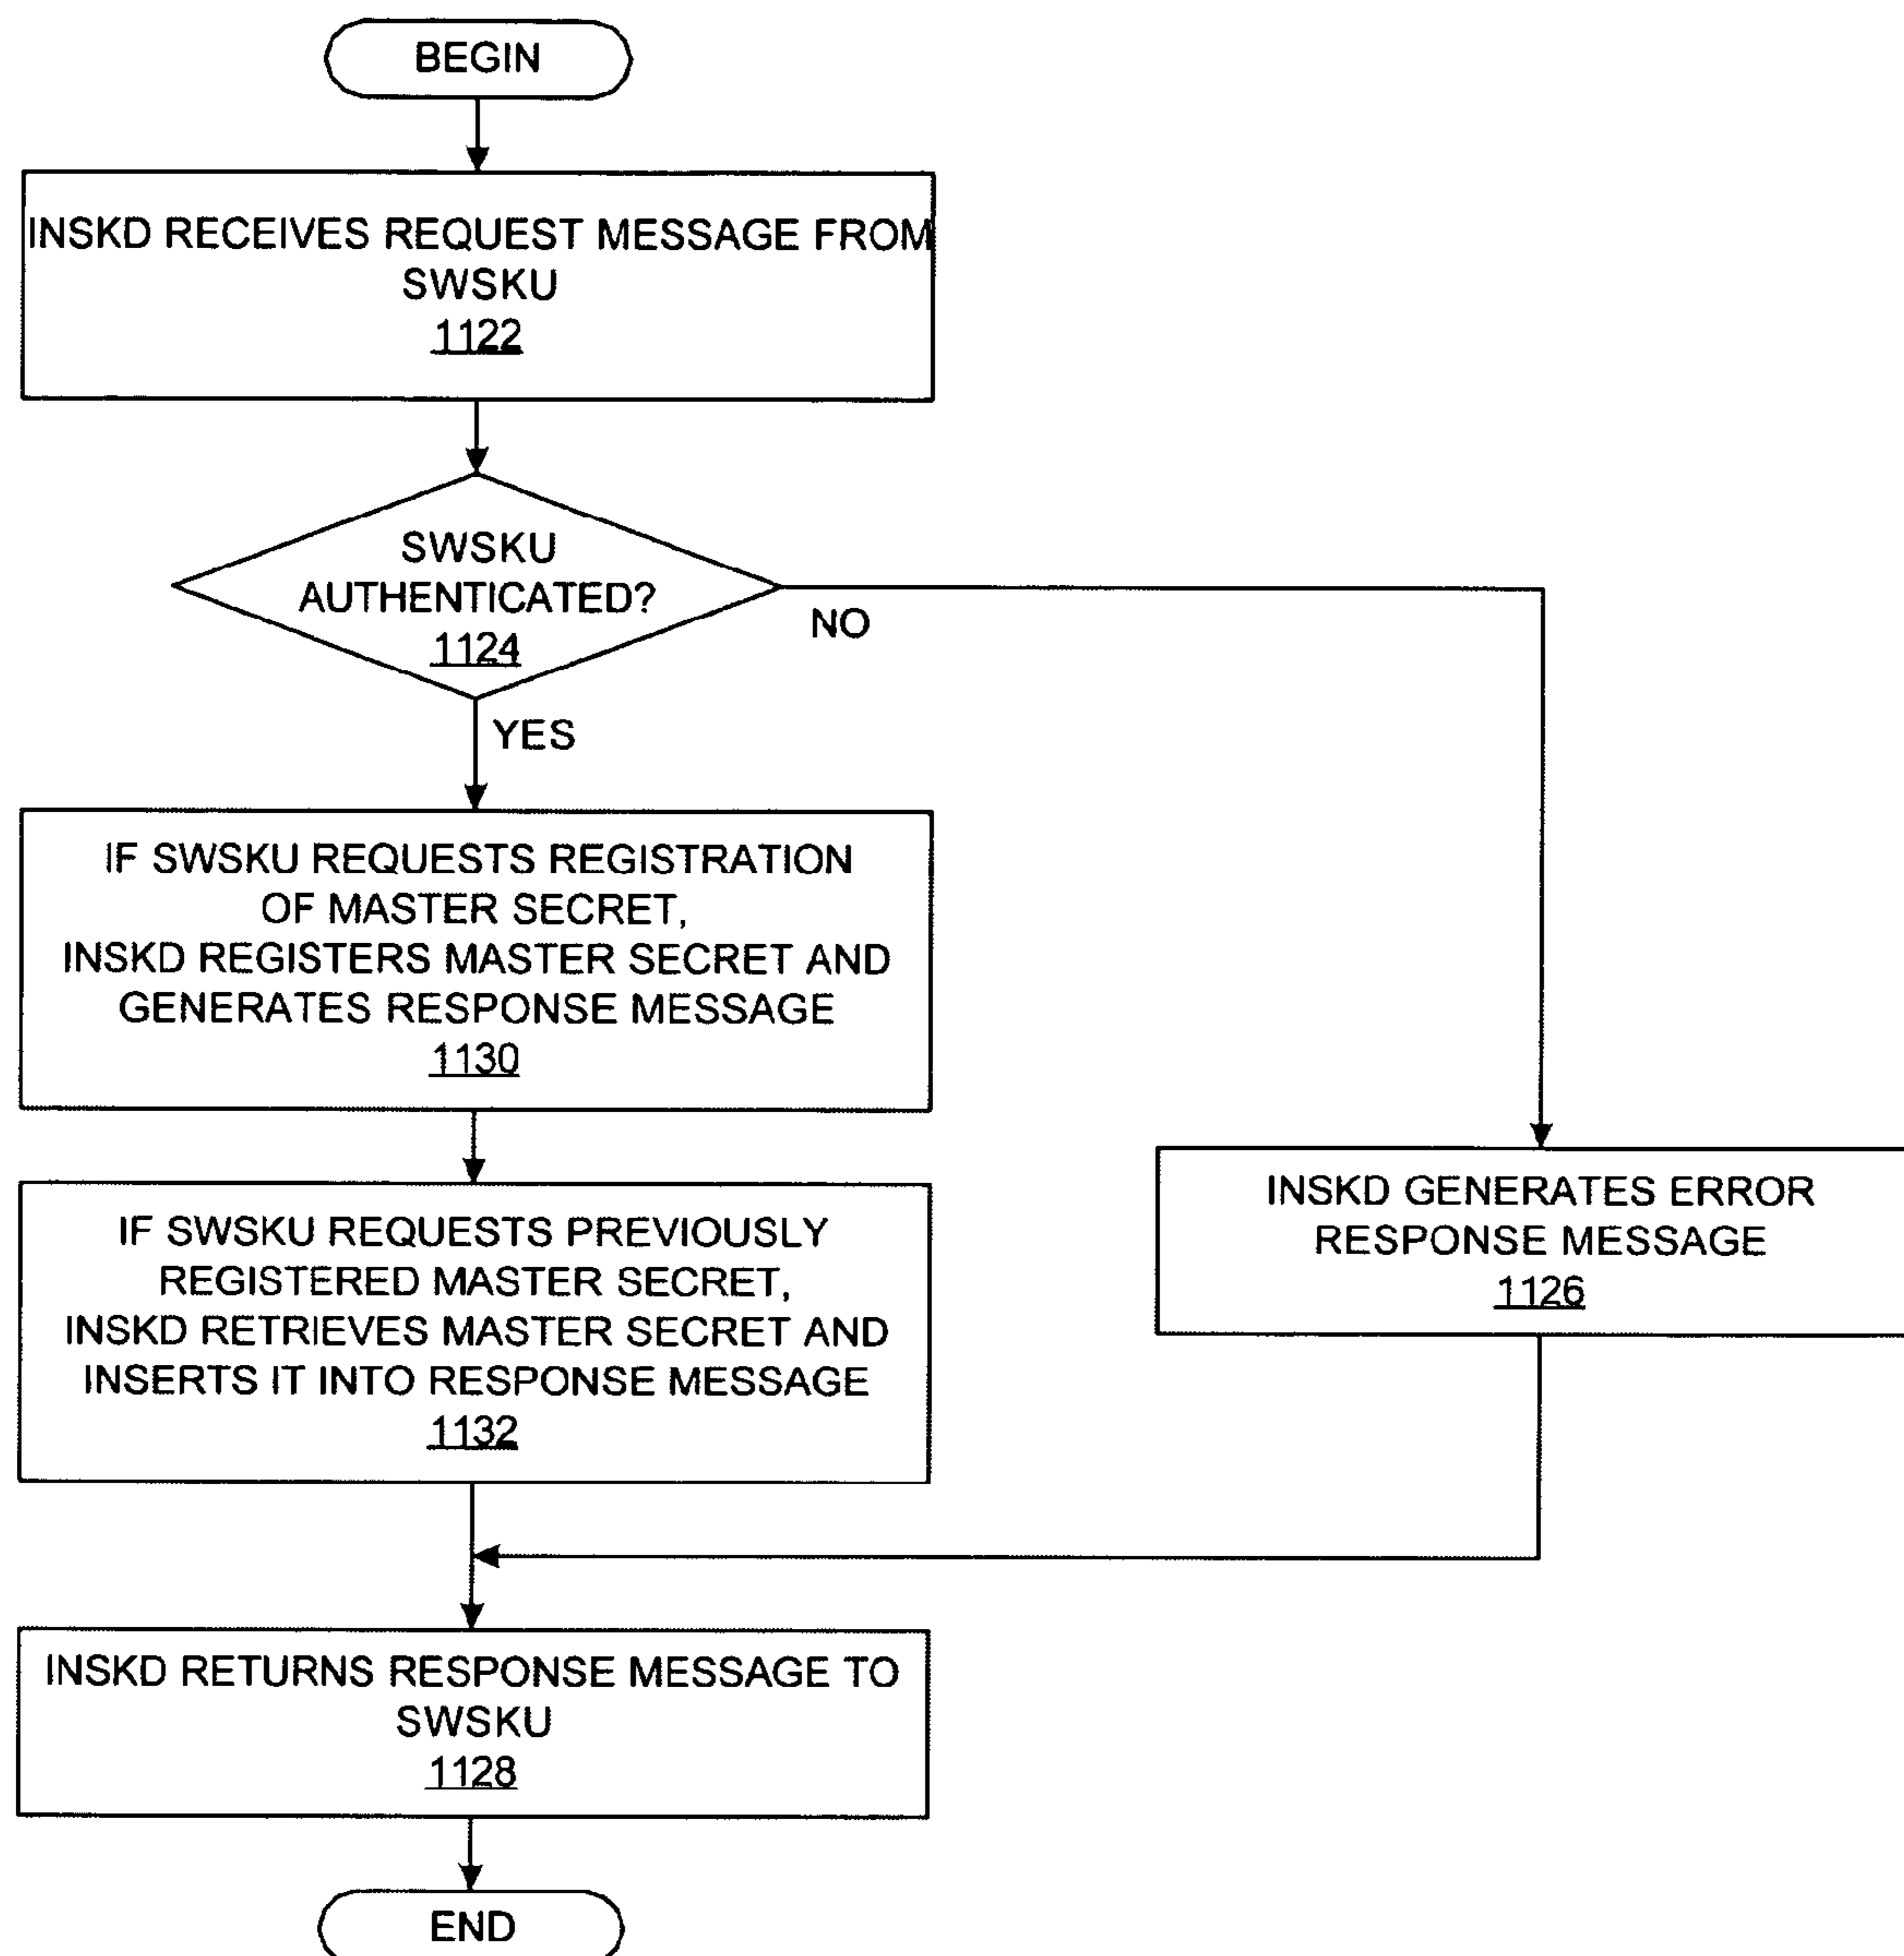 BEGIN
INSKD RECEIVES REQUEST MESSAGE FROM
SWSKU
1122
SWSKU
AUTHENTICATED?
1124
NO
YES
IF SWSKU REQUESTS REGISTRATION
OF MASTER SECRET,
INSKD REGISTERS MASTER SECRET AND
GENERATES RESPONSE MESSAGE
1130
IF SWSKU REQUESTS PREVIOUSLY
REGISTERED MASTER SECRET,
INSKD RETRIEVES MASTER SECRET AND
INSERTS IT INTO RESPONSE MESSAGE
1132
INSKD GENERATES ERROR
RESPONSE MESSAGE
1126
INSKD RETURNS RESPONSE MESSAGE TO
SWSKU
1128
END